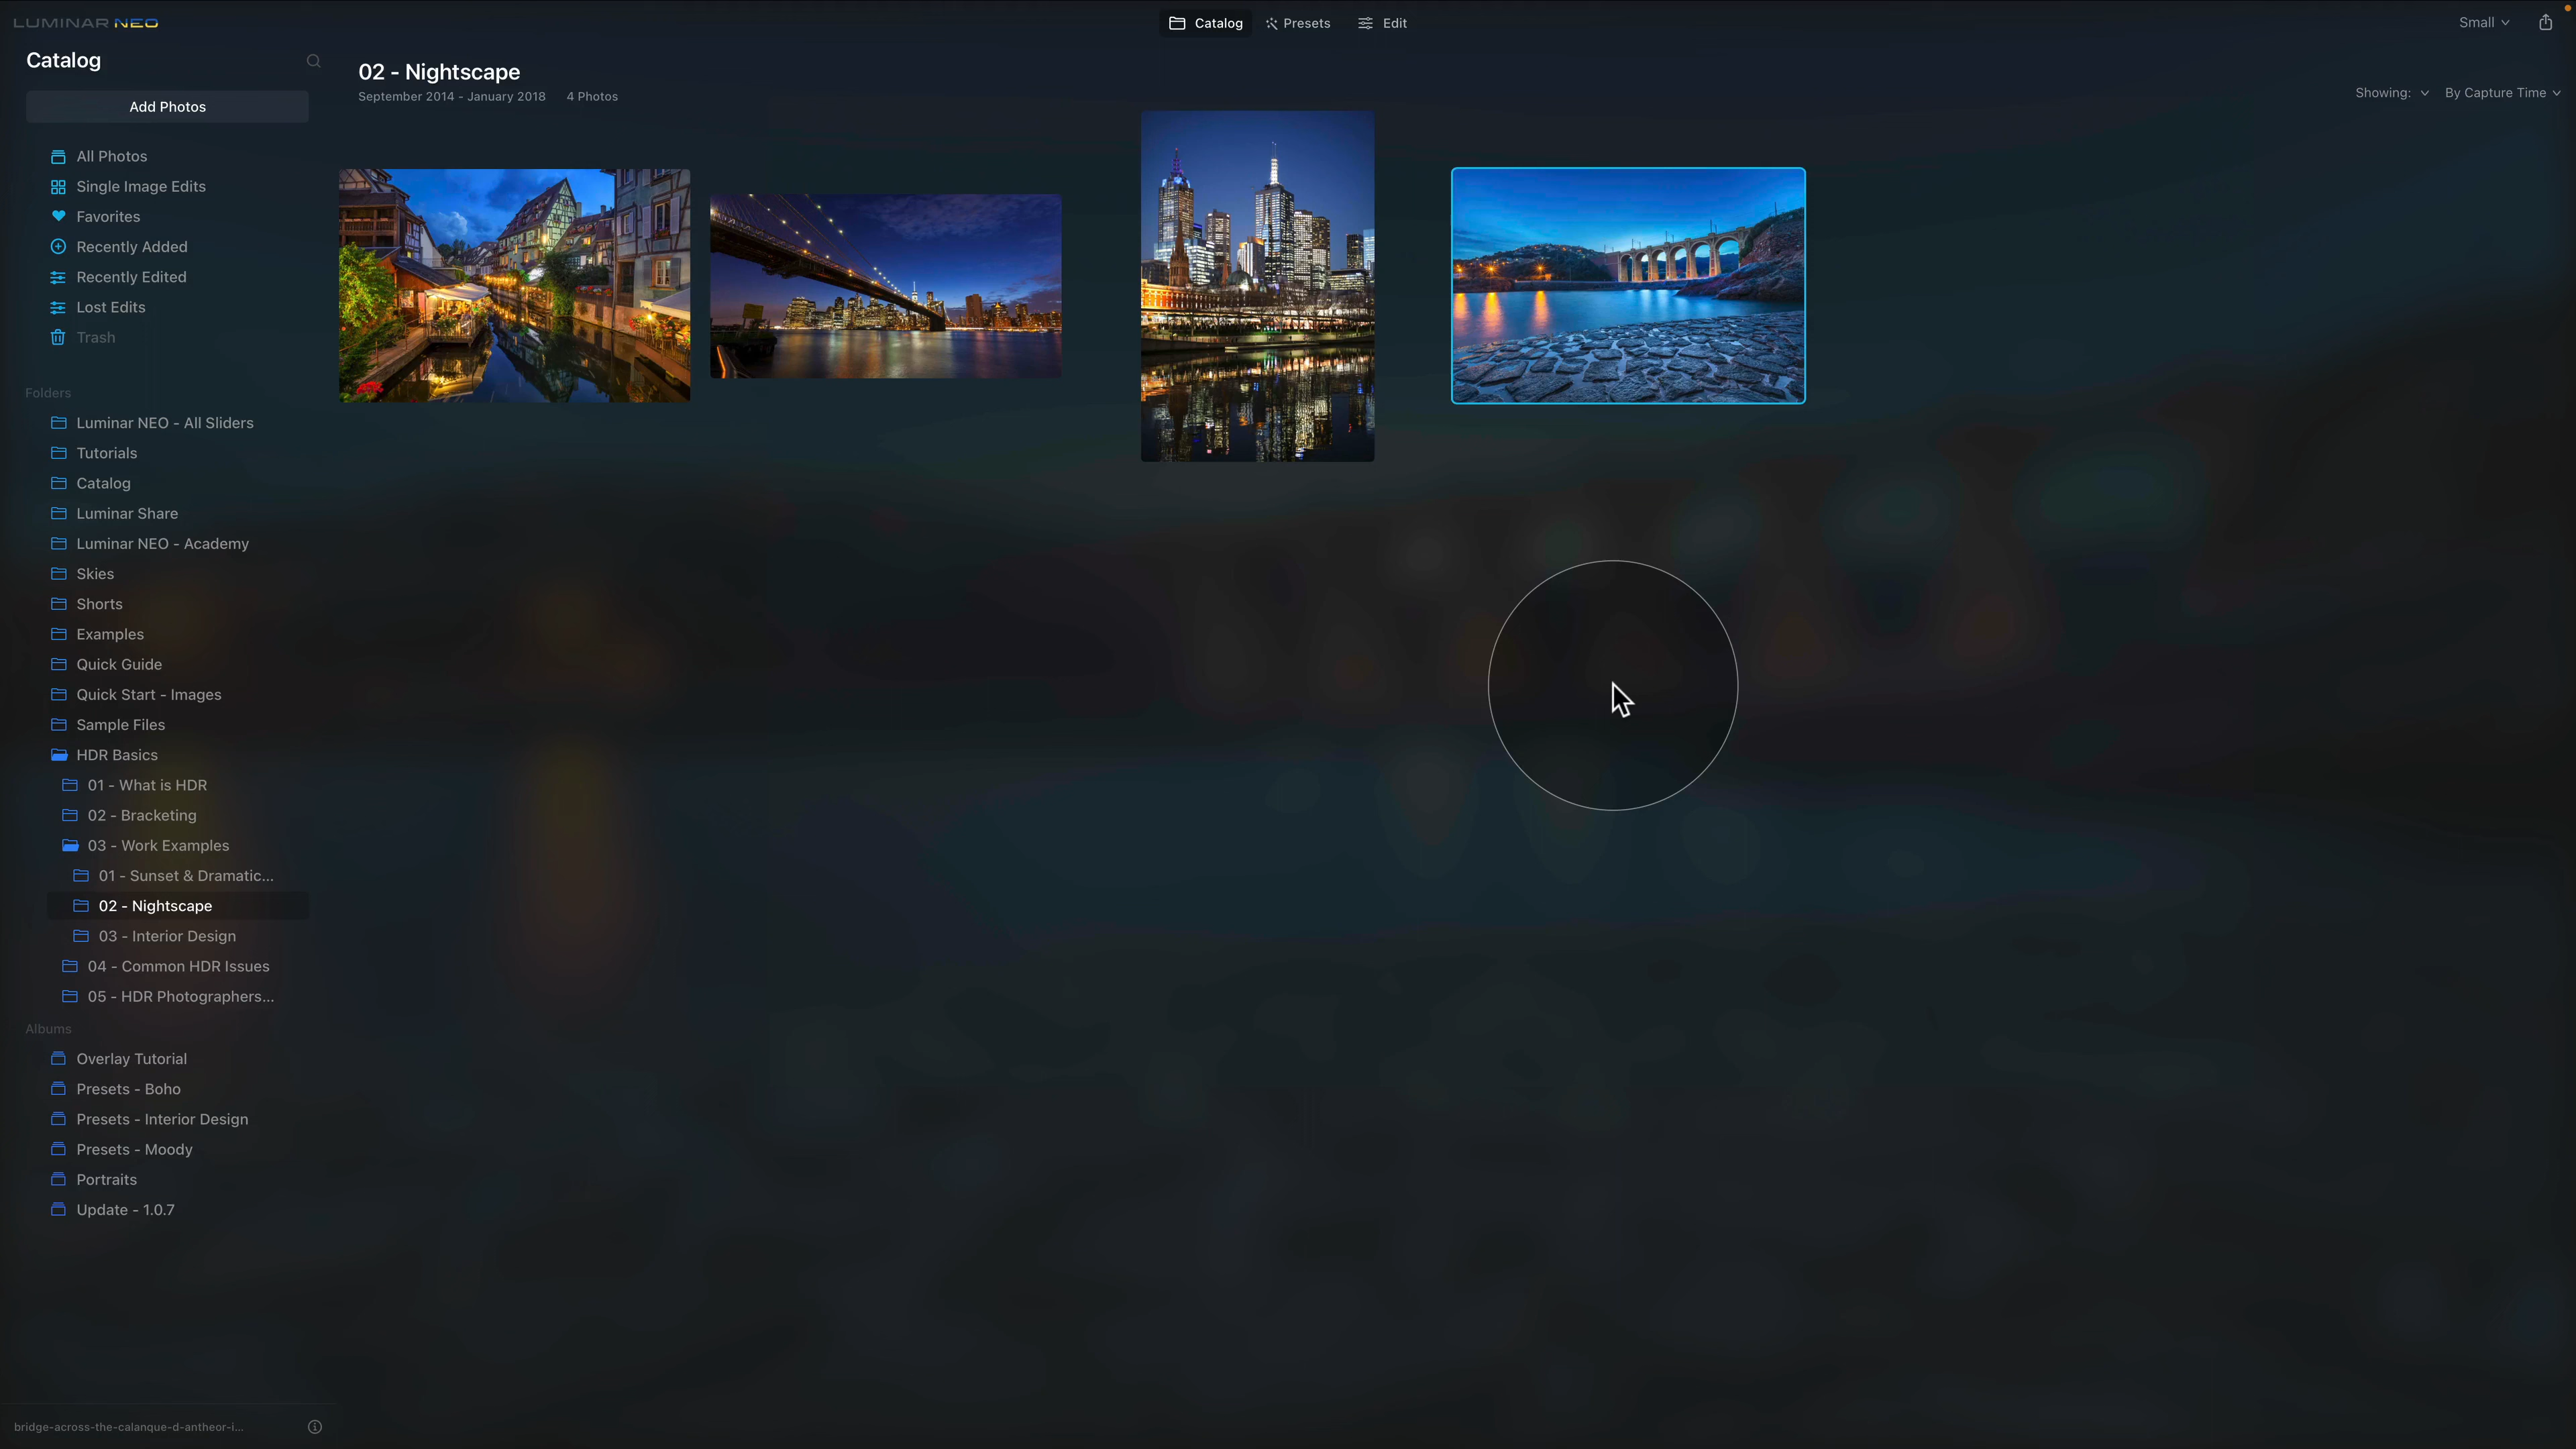 LUMINAR NEO
Catalog
Presets
Edit
Small
Catalog
Add Photos
All Photos
Single Image Edits
Favorites
Recently Added
Recently Edited
Lost Edits
Trash
Folders
Luminar NEO - All Sliders
Tutorials
Catalog
Luminar Share
Luminar NEO - Academy
Skies
Shorts
Examples
Quick Guide
Quick Start - Images
Sample Files
HDR Basics
01 - What is HDR
02 - Bracketing
03 - Work Examples
01 - Sunset & Dramatic...
02 - Nightscape
03 - Interior Design
04 - Common HDR Issues
05 - HDR Photographers...
Albums
Overlay Tutorial
Presets - Boho
Presets - Interior Design
Presets - Moody
Portraits
Update - 1.0.7
bridge-across-the-calanque-d-antheor-i...
02 - Nightscape
September 2014 - January 2018 4 Photos
Showing: By Capture Time